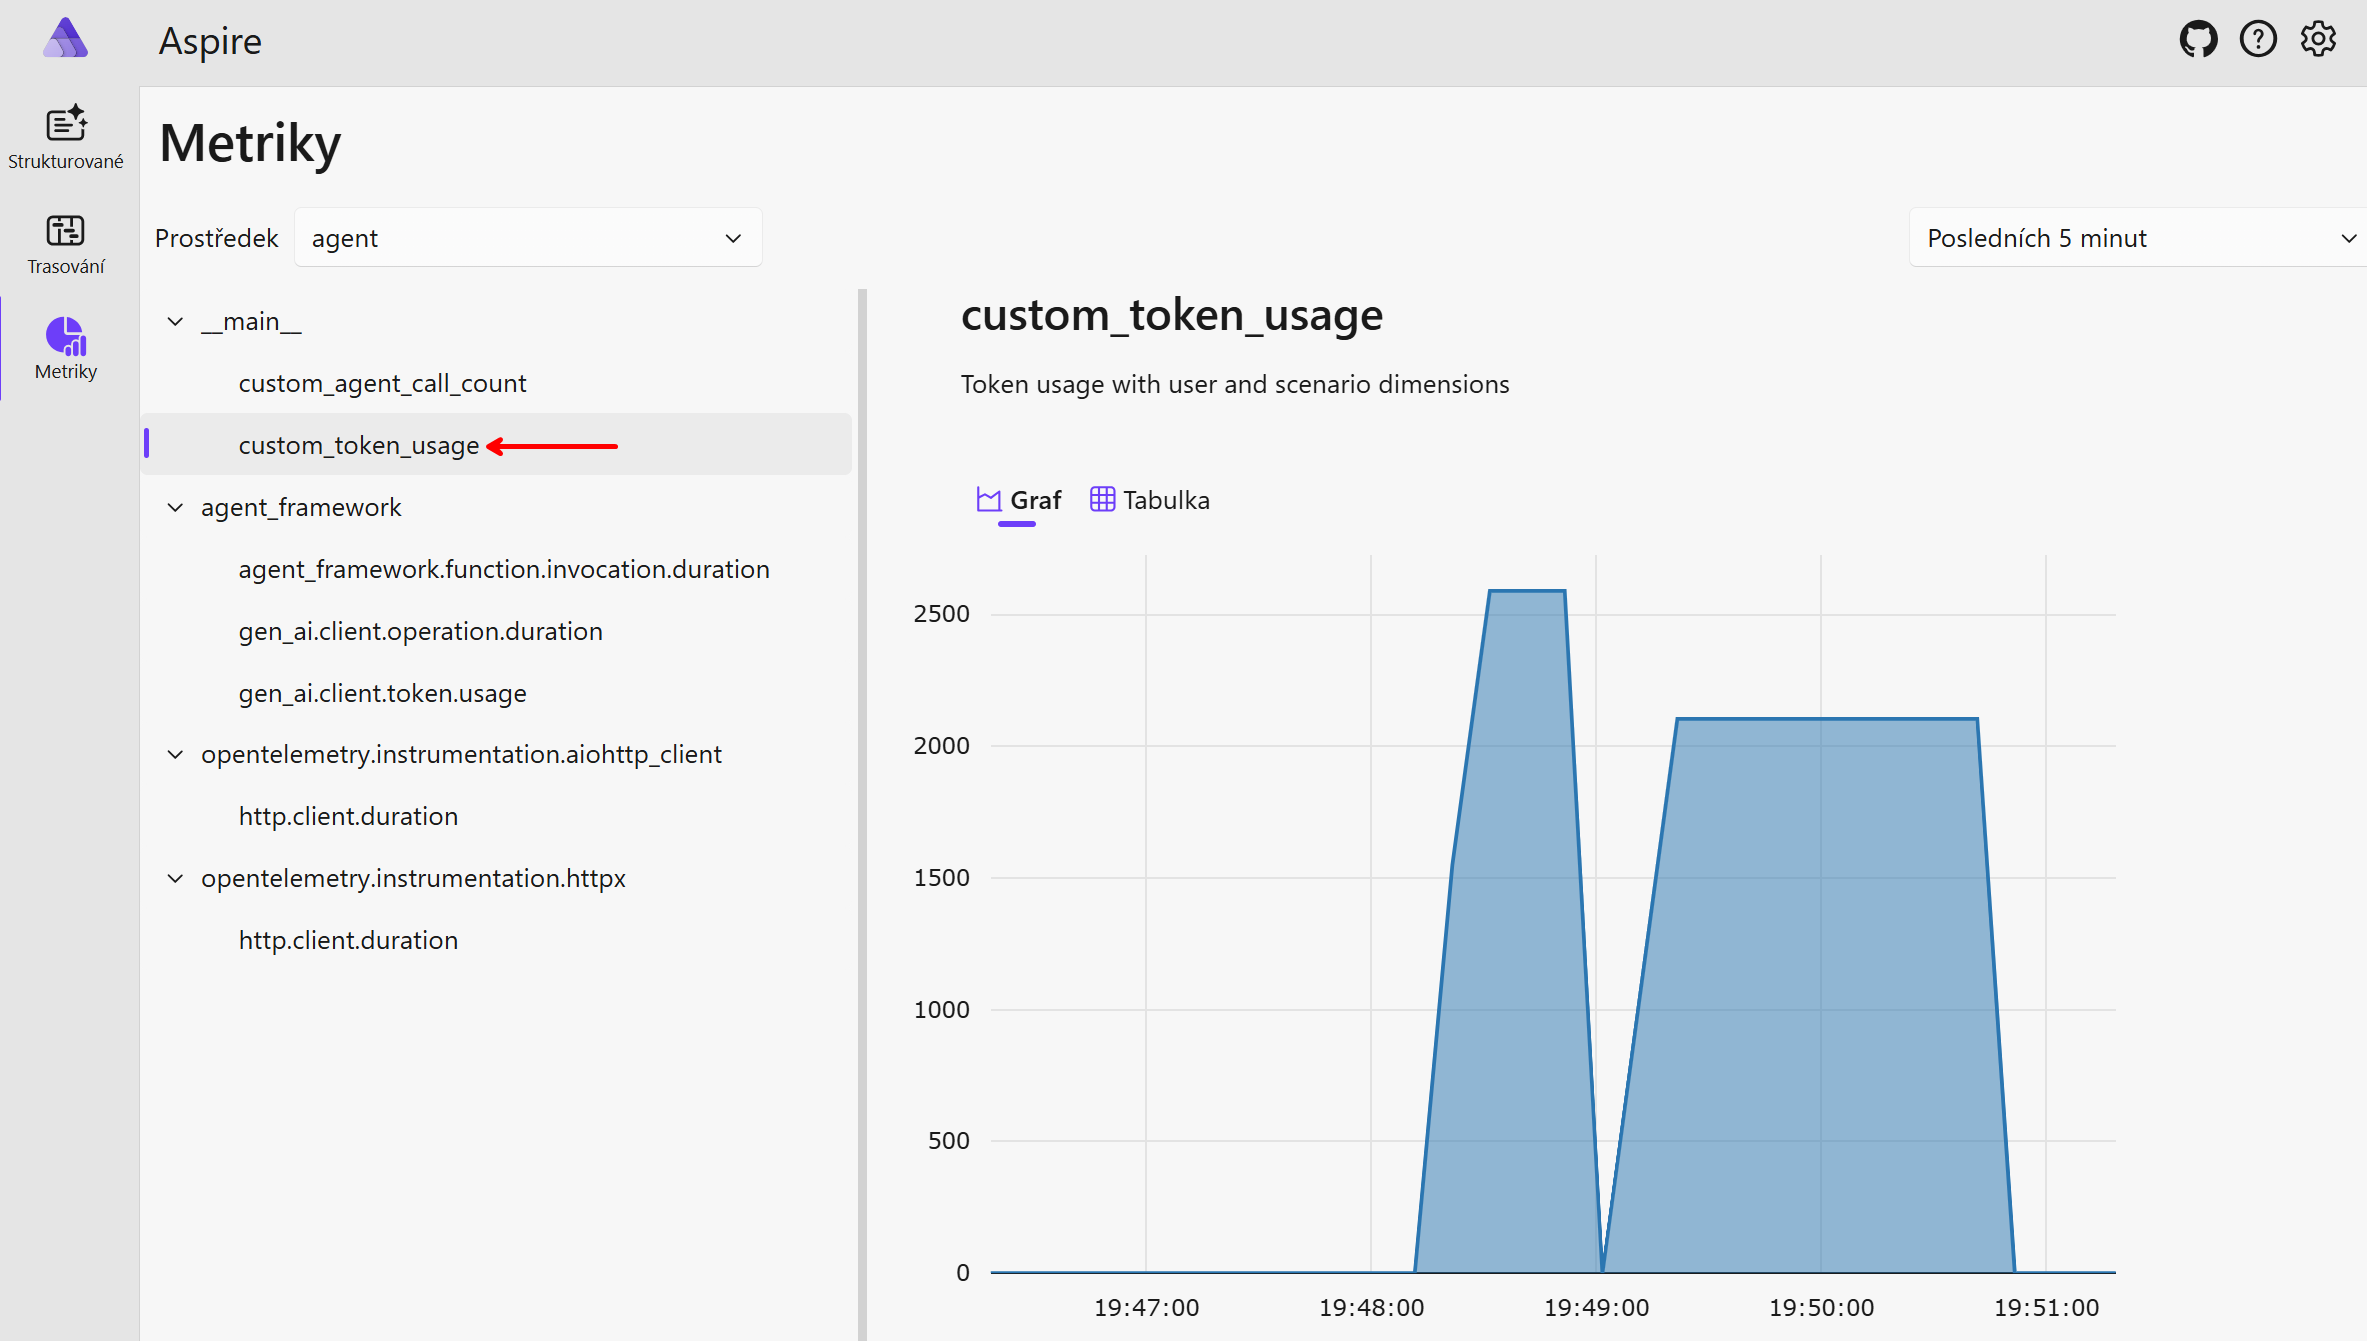 Aspire
Strukturované
Trasování
Metriky
Metriky
Prostředek
agent
Posledních 5 minut
__main__
custom_agent_call_count
custom_token_usage
agent_framework
agent_framework.function.invocation.duration
gen_ai.client.operation.duration
gen_ai.client.token.usage
opentelemetry.instrumentation.aiohttp_client
http.client.duration
opentelemetry.instrumentation.httpx
http.client.duration
custom_token_usage
Token usage with user and scenario dimensions
Graf
Tabulka
2500
2000
1500
1000
500
0
19:47:00
19:48:00
19:49:00
19:50:00
19:51:00